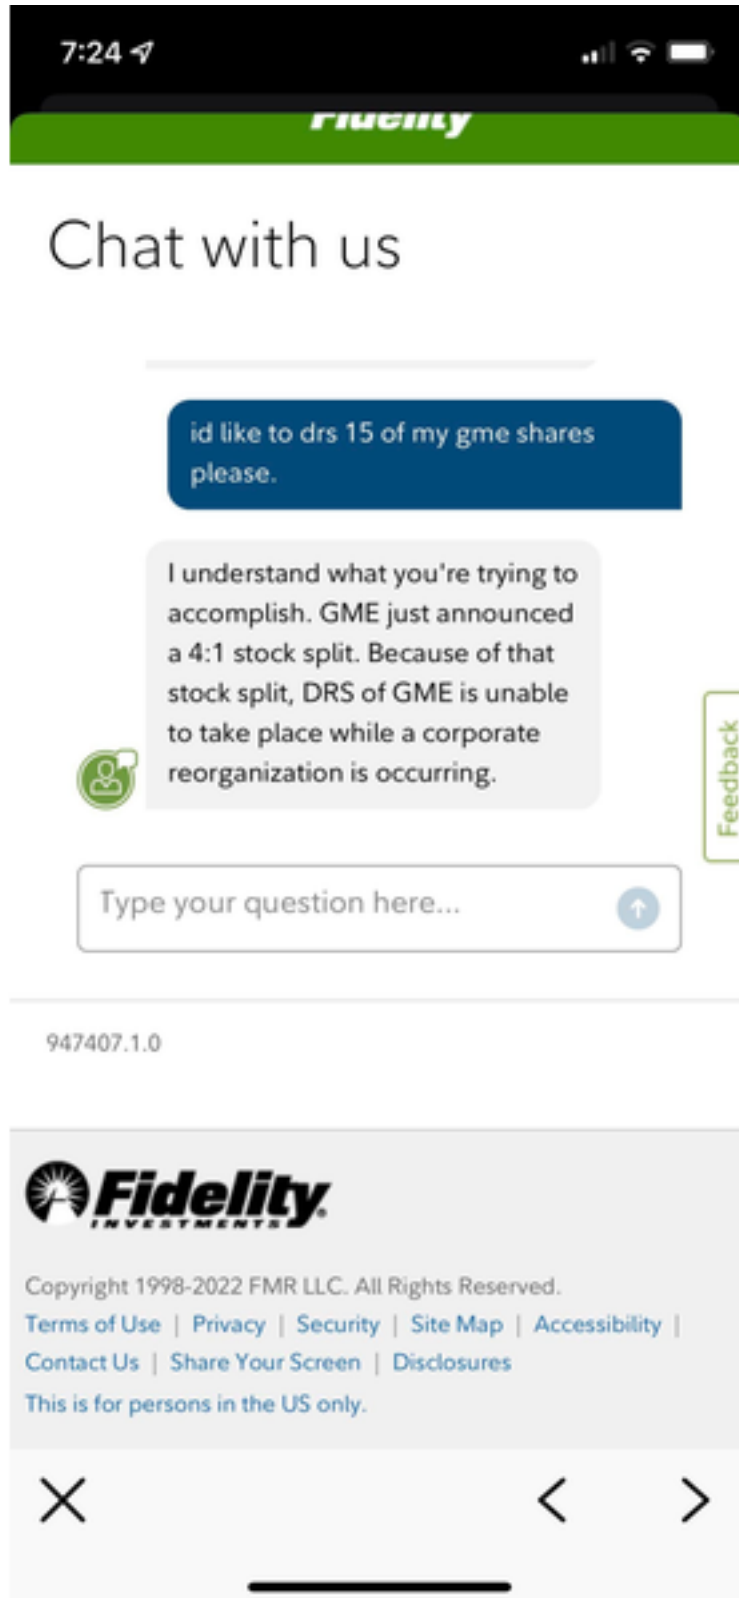 7:24
Fidelity
Chat with us
id like to drs 15 of my gme shares
please.
I understand what you're trying to
accomplish. GME just announced
a 4:1 stock split. Because of that
stock split, DRS of GME is unable
to take place while a corporate
reorganization is occurring.
Feedback
Type your question here...
947407.1.0
Fidelity
INVESTMENTS®
Copyright 1998-2022 FMR LLC. All Rights Reserved.
Terms of Use | Privacy | Security | Site Map | Accessibility |
Contact Us | Share Your Screen | Disclosures
This is for persons in the US only.